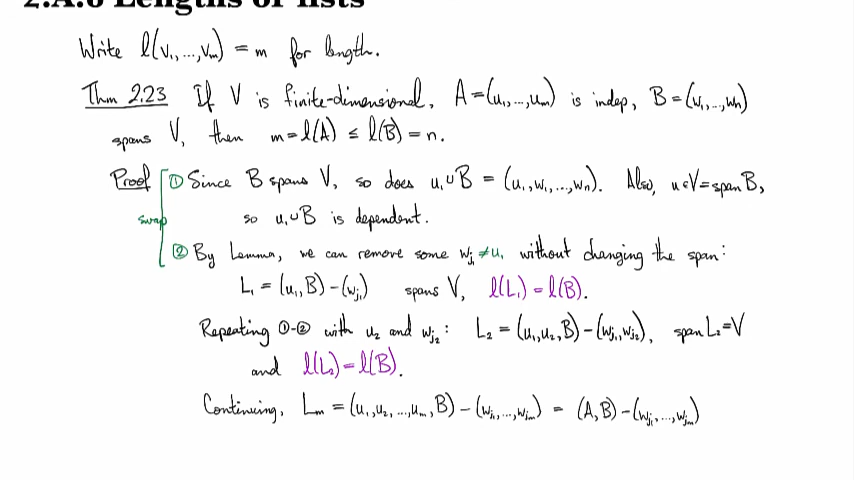 2.A.6 Lengths of lists
Write l(v₁,...,vₘ) = m for length.
Thm 2.23 If V is finite-dimensional, A=(u₁,...,uₘ) is indep, B=(w₁,...,wₙ)
spans V, then m=l(A) ≤ l(B)=n.
Proof ① Since B spans V, so does u₁∪B = (u₁,w₁,...,wₙ). Also, u∈V=span B,
swap so u₁∪B is dependent.
② By Lemma, we can remove some wⱼ₁≠u₁ without changing the span:
L₁ = (u₁,B)-(wⱼ₁) spans V, l(L₁)=l(B).
Repeating ①-② with u₂ and wⱼ₂: L₂=(u₁,u₂,B)-(wⱼ₁,wⱼ₂), span L₂=V
and l(L₂)=l(B).
Continuing, Lₘ = (u₁,u₂,...,uₘ,B)-(wⱼ₁,...,wⱼₘ) = (A,B)-(wⱼ₁,...,wⱼₘ)